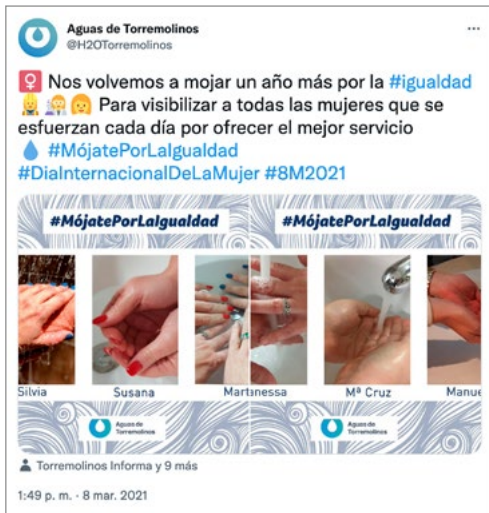 Aguas de Torremolinos
@H2OTorremolinos
Nos volvemos a mojar un año más por la #igualdad
Para visibilizar a todas las mujeres que se
esfuerzan cada día por ofrecer el mejor servicio
#MójatePorLaIgualdad
#DiaInternacionalDeLaMujer #8M2021
#MójatePorLaIgualdad
#MójatePorLaIgualdad
Silvia
Susana
Mart
nessa
Mª Cruz
Manue
Aguas de
Torremolinos
Aguas de
Torremolinos
Torremolinos Informa y 9 más
1:49 p. m. · 8 mar. 2021